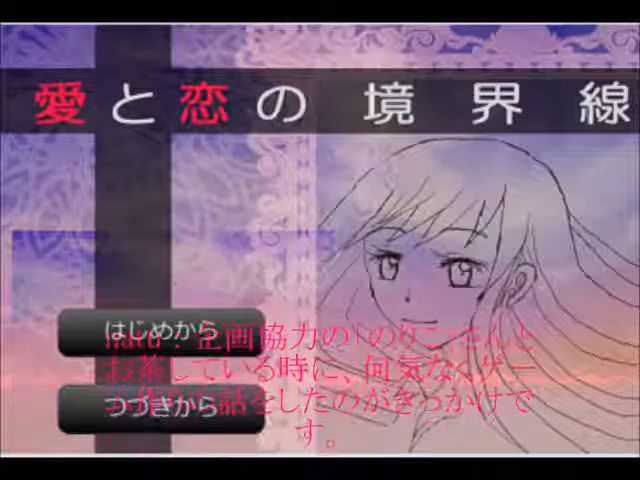 愛と恋の境界線
はじめから
企画協力の「のりこ」さんと
お茶している時に、何気なくゲー
つづきから
話をしたのがきっかけで
す。